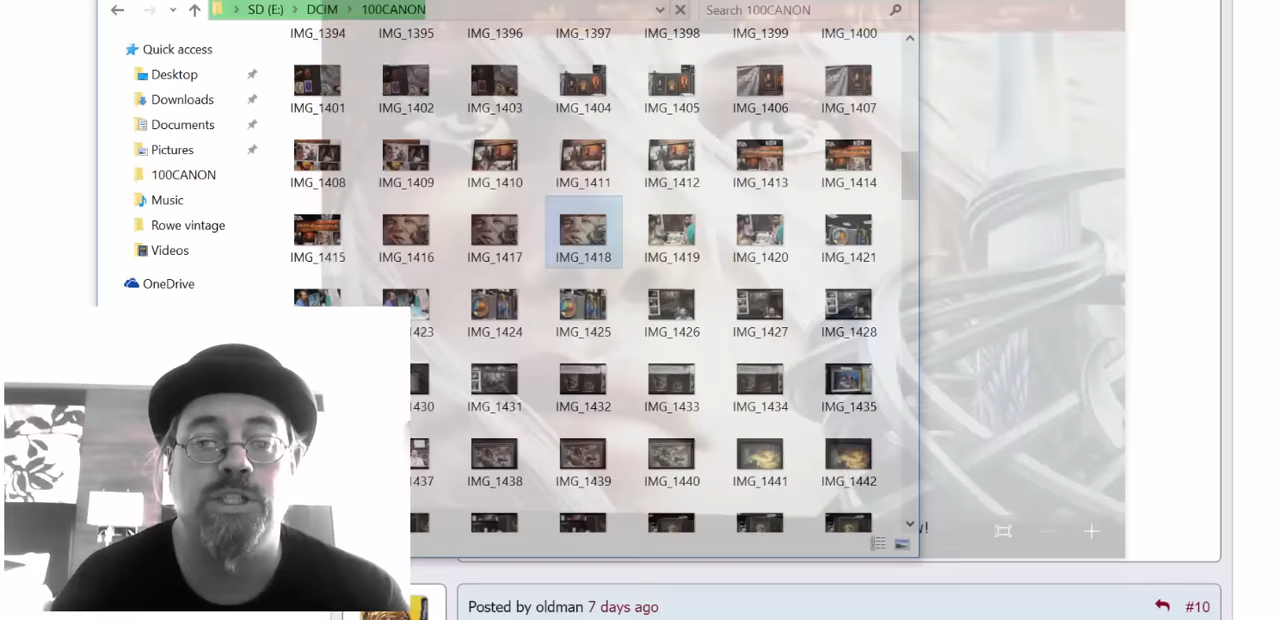 SD (E:) > DCIM > 100CANON
Search 100CANON
IMG_1394 IMG_1395 IMG_1396 IMG_1397 IMG_1398 IMG_1399 IMG_1400
Quick access
Desktop
Downloads
Documents
Pictures
100CANON
Music
Rowe vintage
Videos
OneDrive
IMG_1401 IMG_1402 IMG_1403 IMG_1404 IMG_1405 IMG_1406 IMG_1407
IMG_1408 IMG_1409 IMG_1410 IMG_1411 IMG_1412 IMG_1413 IMG_1414
IMG_1415 IMG_1416 IMG_1417 IMG_1418 IMG_1419 IMG_1420 IMG_1421
1423 IMG_1424 IMG_1425 IMG_1426 IMG_1427 IMG_1428
1430 IMG_1431 IMG_1432 IMG_1433 IMG_1434 IMG_1435
1437 IMG_1438 IMG_1439 IMG_1440 IMG_1441 IMG_1442
Posted by oldman 7 days ago
#10